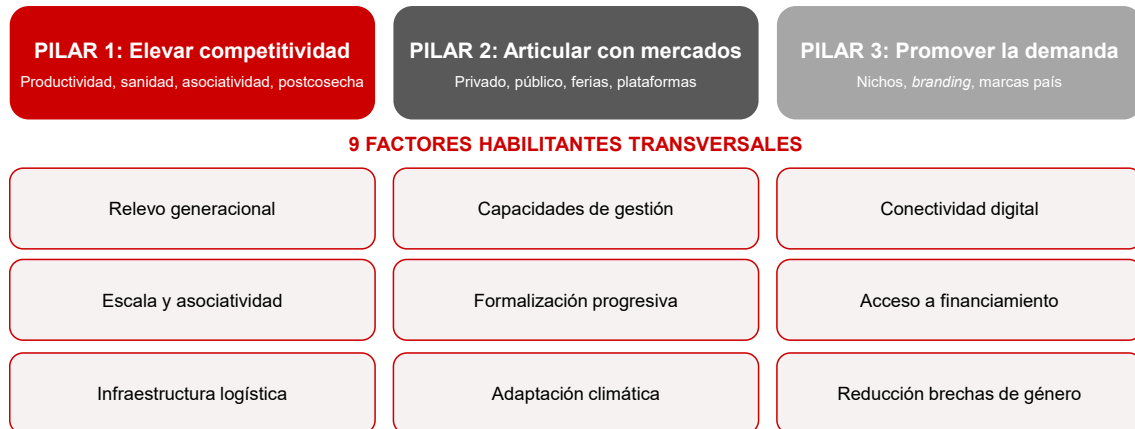 PILAR 1: Elevar competitividad
Productividad, sanidad, asociatividad, postcosecha
PILAR 2: Articular con mercados
Privado, público, ferias, plataformas
PILAR 3: Promover la demanda
Nichos, branding, marcas país
9 FACTORES HABILITANTES TRANSVERSALES
Relevo generacional
Capacidades de gestión
Conectividad digital
Escala y asociatividad
Formalización progresiva
Acceso a financiamiento
Infraestructura logística
Adaptación climática
Reducción brechas de género